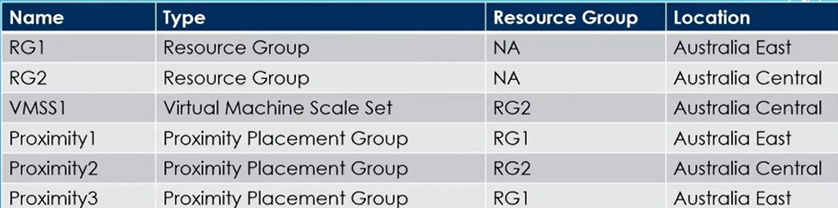 Name Type Resource Group Location
RG1 Resource Group NA Australia East
RG2 Resource Group NA Australia Central
VMSS1 Virtual Machine Scale Set RG2 Australia Central
Proximity1 Proximity Placement Group RG1 Australia East
Proximity2 Proximity Placement Group RG2 Australia Central
Proximity3 Proximity Placement Group RG1 Australia East